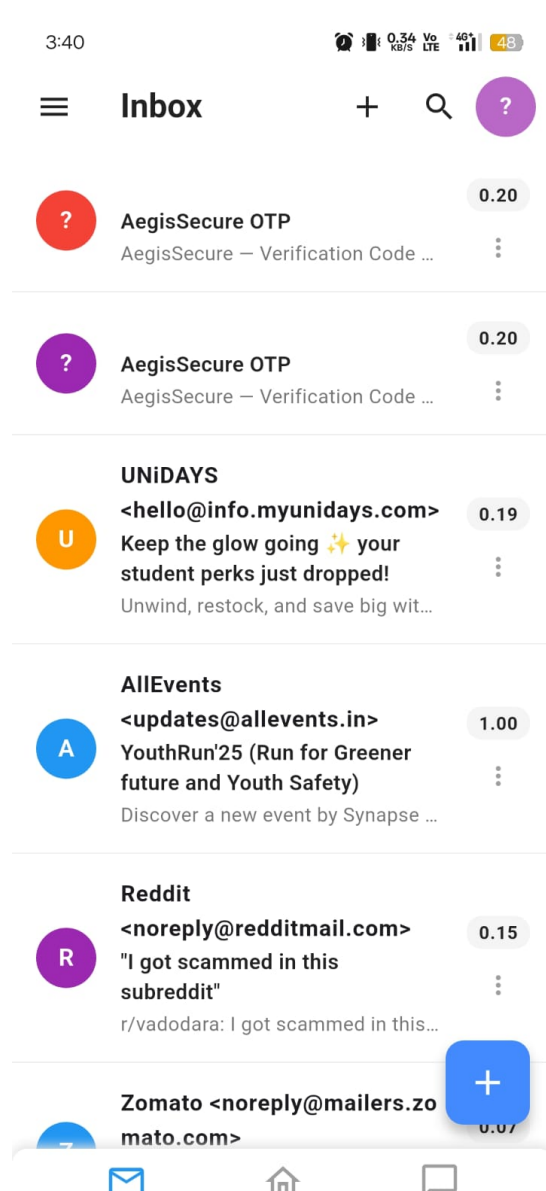 3:40
0.34
KB/S
Vo
LTE
4G+
48
Inbox
?
?
AegisSecure OTP
AegisSecure — Verification Code ...
0.20
?
AegisSecure OTP
AegisSecure — Verification Code ...
0.20
U
UNiDAYS
<hello@info.myunidays.com>
Keep the glow going ✨ your
student perks just dropped!
Unwind, restock, and save big wit...
0.19
A
AllEvents
<updates@allevents.in>
YouthRun'25 (Run for Greener
future and Youth Safety)
Discover a new event by Synapse ...
1.00
R
Reddit
<noreply@redditmail.com>
"I got scammed in this
subreddit"
r/vadodara: I got scammed in this...
0.15
Z
Zomato <noreply@mailers.zo
mato.com>
0.07